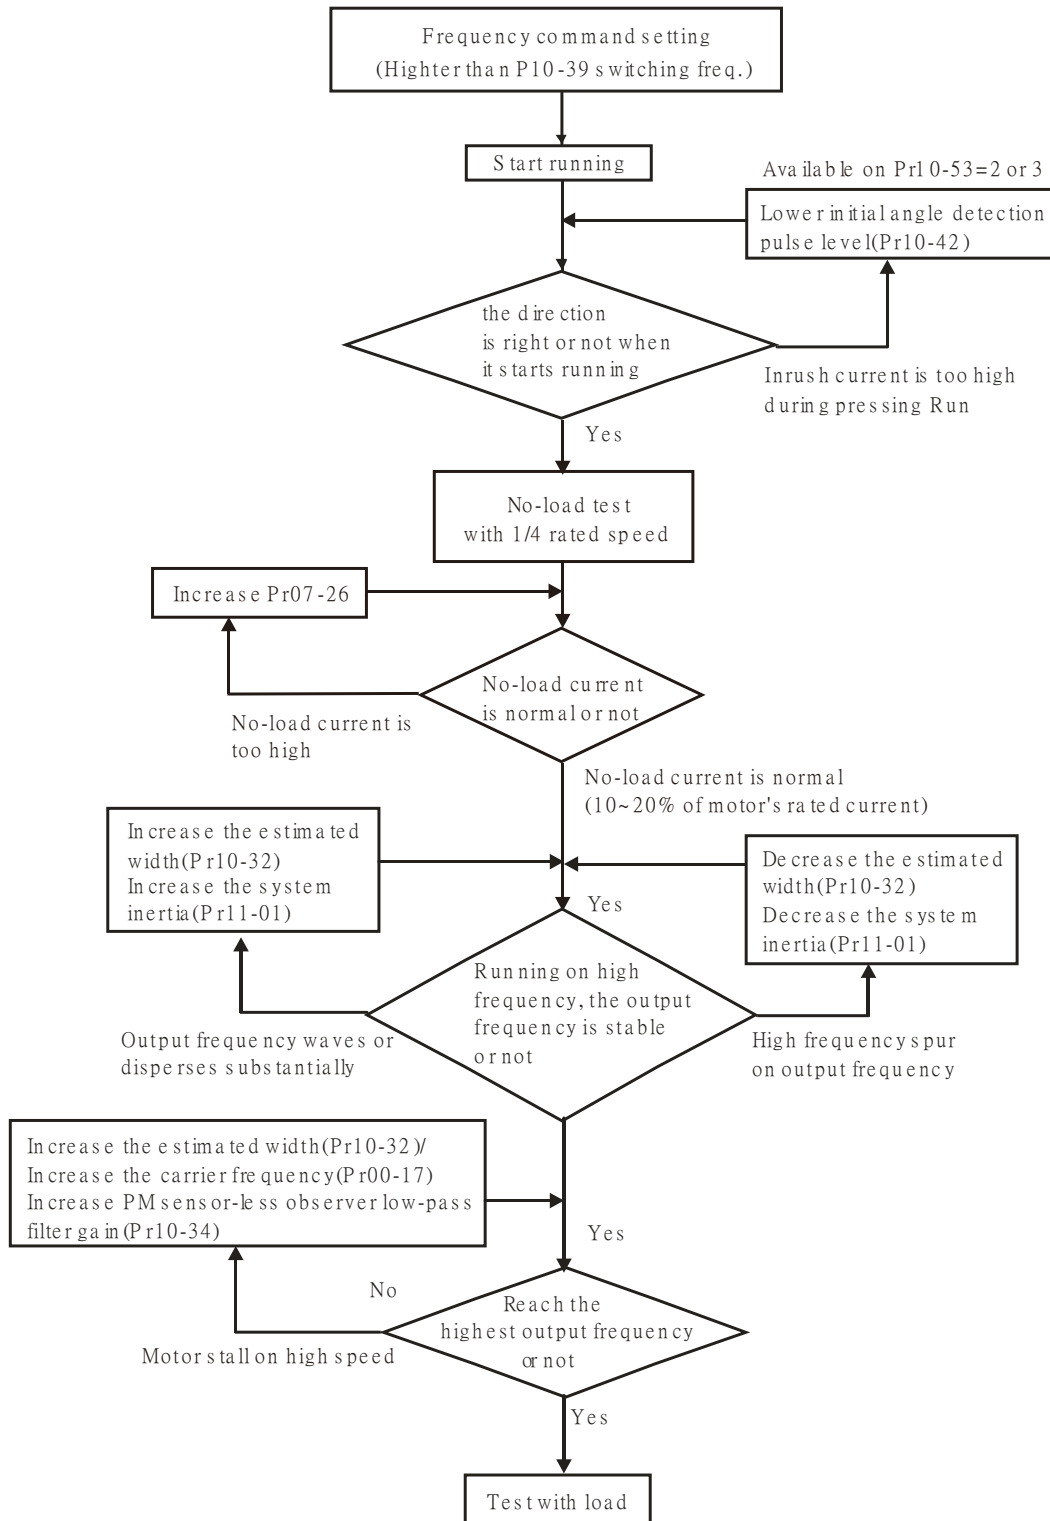 Frequency command setting
(Highter than P10-39 switching freq.)
Start running
Available on Pr10-53=2 or 3
Lower initial angle detection
pulse level(Pr10-42)
the direction
is right or not when
it starts running
Inrush current is too high
during pressing Run
Yes
No-load test
with 1/4 rated speed
Increase Pr07-26
No-load current
is normal or not
No-load current is
too high
No-load current is normal
(10~20% of motor's rated current)
Increase the estimated
width(Pr10-32)
Increase the system
inertia(Pr11-01)
Decrease the estimated
width(Pr10-32)
Decrease the system
inertia(Pr11-01)
Yes
Running on high
frequency, the output
frequency is stable
or not
Output frequency waves or
disperses substantially
High frequency spur
on output frequency
Increase the estimated width(Pr10-32)/
Increase the carrier frequency(Pr00-17)
Increase PM sensor-less observer low-pass
filter gain(Pr10-34)
Yes
No
Reach the
highest output frequency
or not
Motor stall on high speed
Yes
Test with load